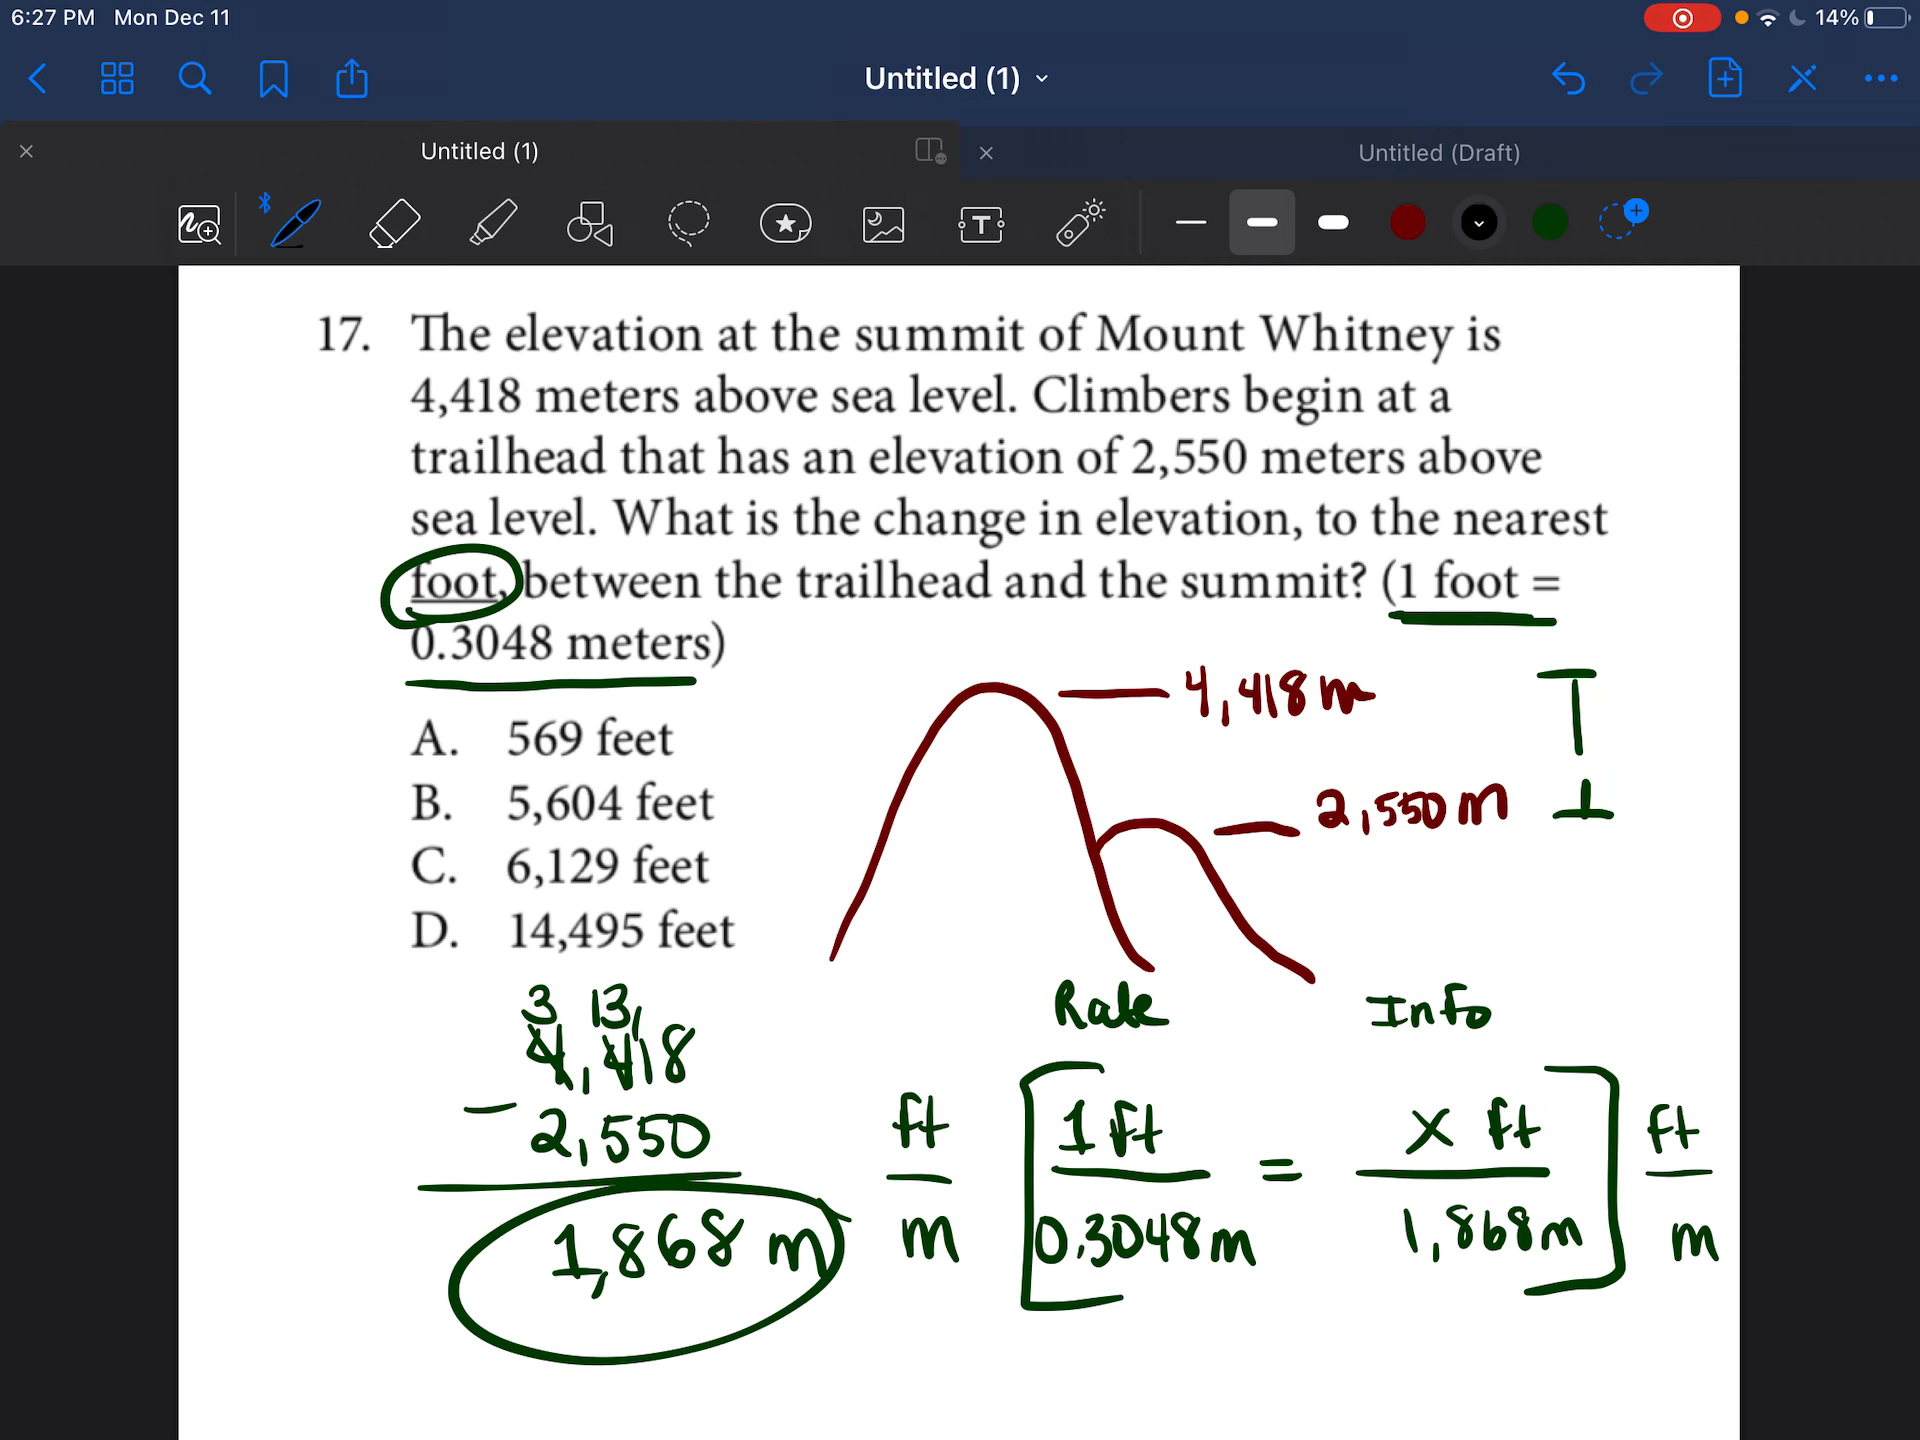 6:27 PM Mon Dec 11
14%
Untitled (1)
Untitled (1)
Untitled (Draft)
17. The elevation at the summit of Mount Whitney is
4,418 meters above sea level. Climbers begin at a
trailhead that has an elevation of 2,550 meters above
sea level. What is the change in elevation, to the nearest
foot, between the trailhead and the summit? (1 foot =
0.3048 meters)
4,418 m
A. 569 feet
B. 5,604 feet
2,550 m
C. 6,129 feet
D. 14,495 feet
3 13
4,418
- 2,550
1,868 m
Rate Info
ft 1 ft = x ft ft
m 0.3048 m 1,868 m m